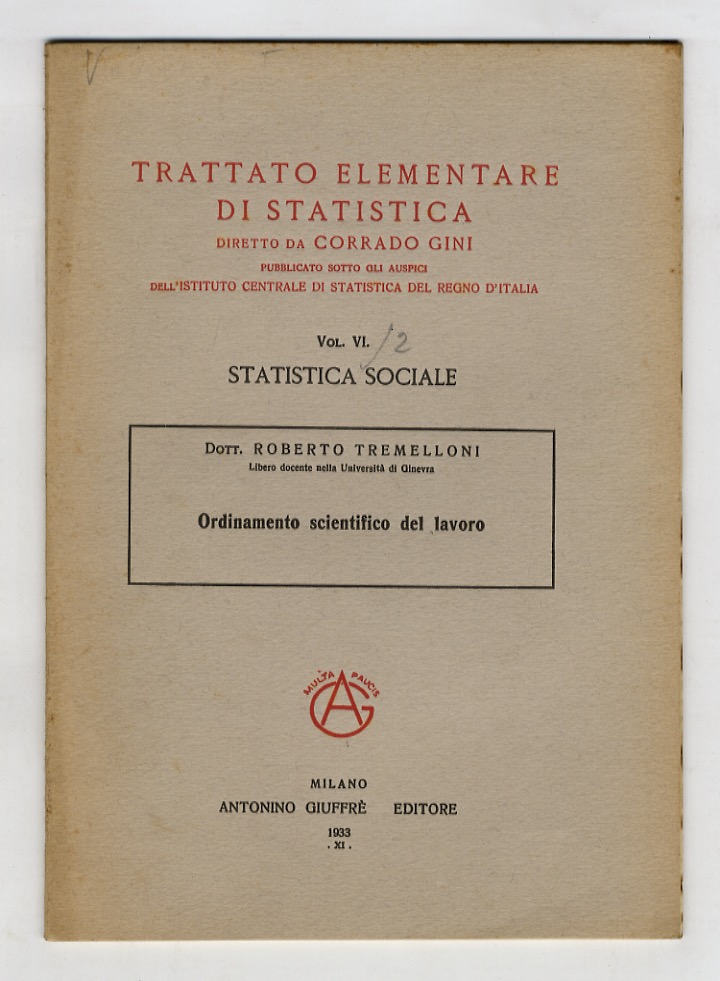 TRATTATO ELEMENTARE
DI STATISTICA
DIRETTO DA CORRADO GINI
PUBBLICATO SOTTO GLI AUSPICI
DELL'ISTITUTO CENTRALE DI STATISTICA DEL REGNO D'ITALIA
VOL. VI. /2
STATISTICA SOCIALE
DOTT. ROBERTO TREMELLONI
Libero docente nella Università di Ginevra
Ordinamento scientifico del lavoro
MULTA PAUCIS
AG
MILANO
ANTONINO GIUFFRÈ EDITORE
1933
. XI .